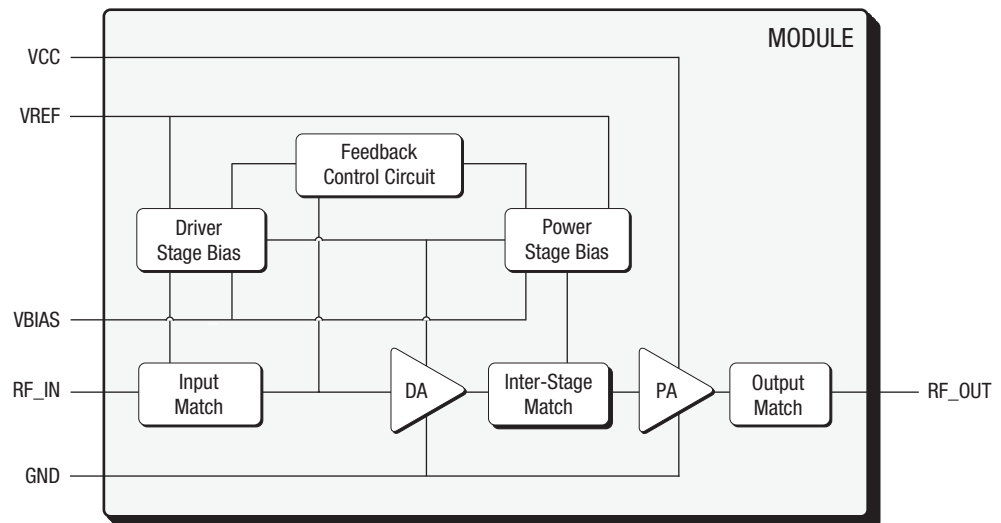 MODULE
VCC
VREF
Feedback
Control Circuit
Driver
Stage Bias
Power
Stage Bias
VBIAS
RF_IN
Input
Match
DA
Inter-Stage
Match
PA
Output
Match
RF_OUT
GND